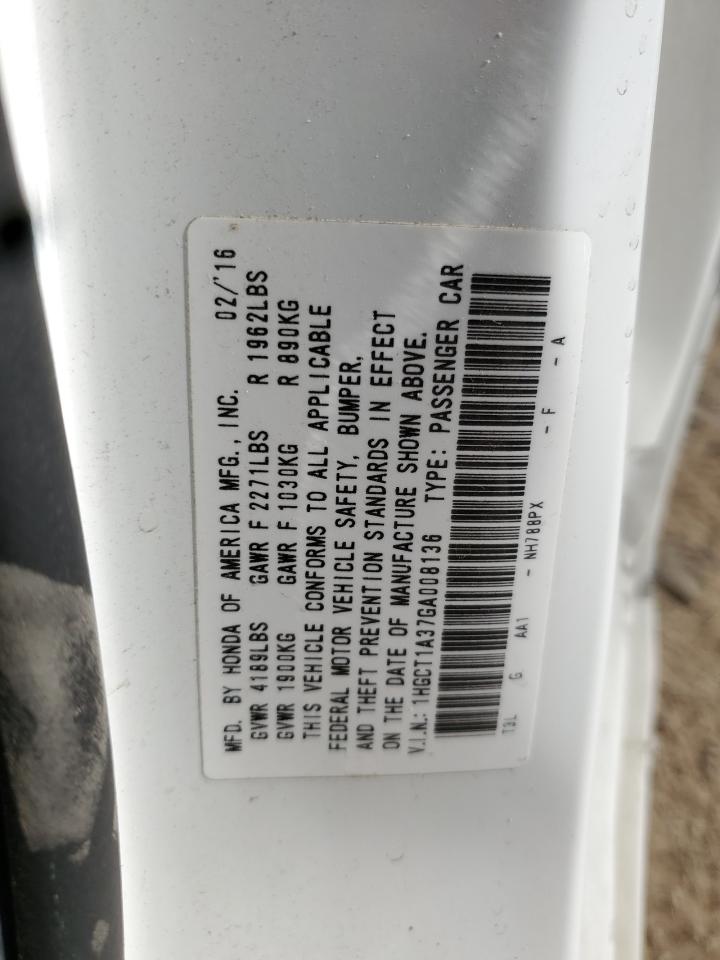 MFD. BY HONDA OF AMERICA MFG., INC. 02/'16
GVWR 4189LBS GAWR F 2271LBS R 1962LBS
GVWR 1900KG GAWR F 1030KG R 890KG
THIS VEHICLE CONFORMS TO ALL APPLICABLE
FEDERAL MOTOR VEHICLE SAFETY, BUMPER,
AND THEFT PREVENTION STANDARDS IN EFFECT
ON THE DATE OF MANUFACTURE SHOWN ABOVE.
V.I.N.: 1HGCT1A37GA008136 TYPE: PASSENGER CAR
T3L G AA1 - NH788PX - F - A